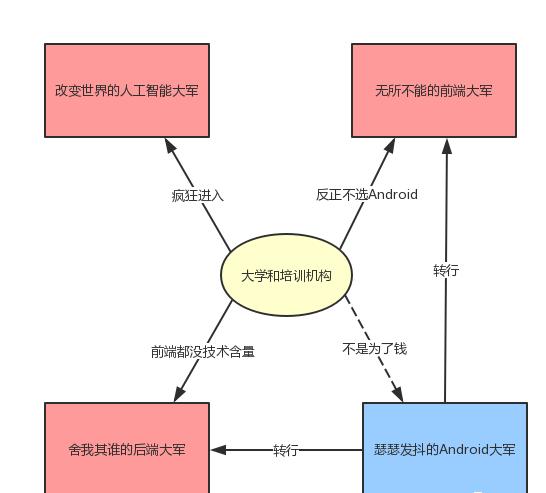 改变世界的人工智能大军
无所不能的前端大军
疯狂进入
反正不选Android
转行
大学和培训机构
前端都没技术含量
不是为了钱
舍我其谁的后端大军
转行
瑟瑟发抖的Android大军